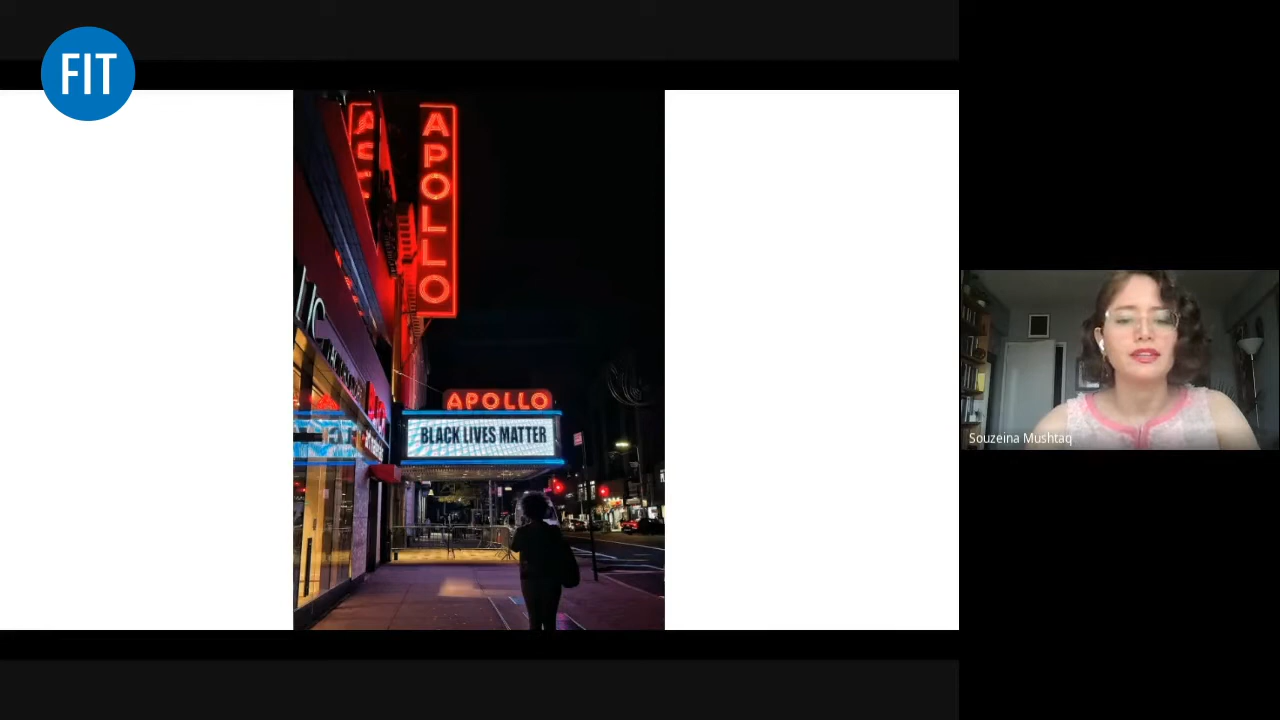 FIT
APOLLO
APOLLO
BLACK LIVES MATTER
Souzeina Mushtaq